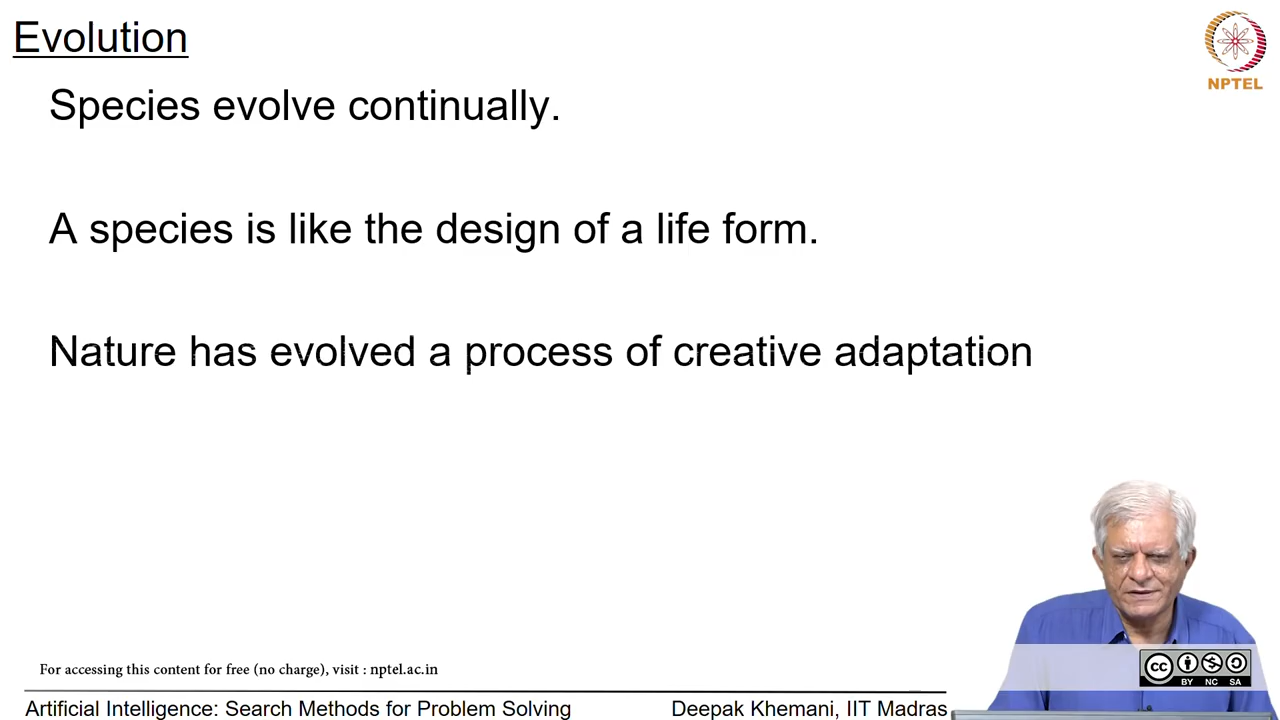 Evolution
NPTEL
Species evolve continually.
A species is like the design of a life form.
Nature has evolved a process of creative adaptation
For accessing this content for free (no charge), visit : nptel.ac.in
cc
BY NC SA
Artificial Intelligence: Search Methods for Problem Solving
Deepak Khemani, IIT Madras